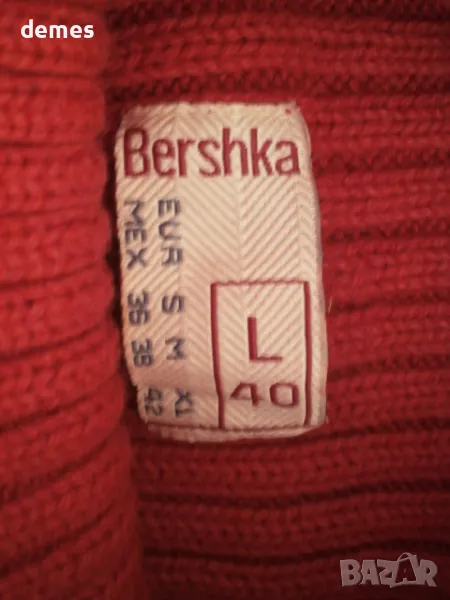 demes
Bershka
EUR S M XL
MEX 36 38 42
L
40
BAZAR